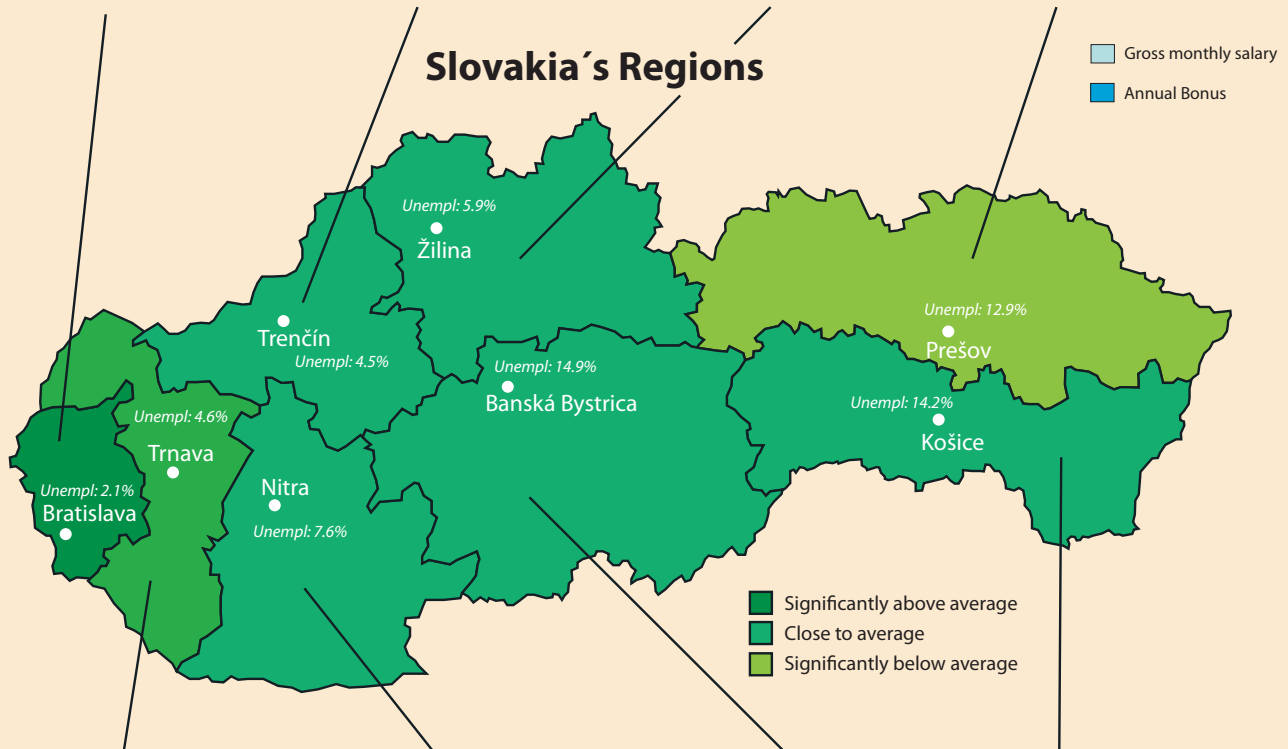 Slovakia´s Regions
Gross monthly salary
Annual Bonus
Unempl: 5.9%
Žilina
Unempl: 12.9%
Prešov
Trenčín
Unempl: 4.5%
Unempl: 14.9%
Banská Bystrica
Unempl: 14.2%
Košice
Unempl: 4.6%
Trnava
Unempl: 2.1%
Bratislava
Nitra
Unempl: 7.6%
Significantly above average
Close to average
Significantly below average